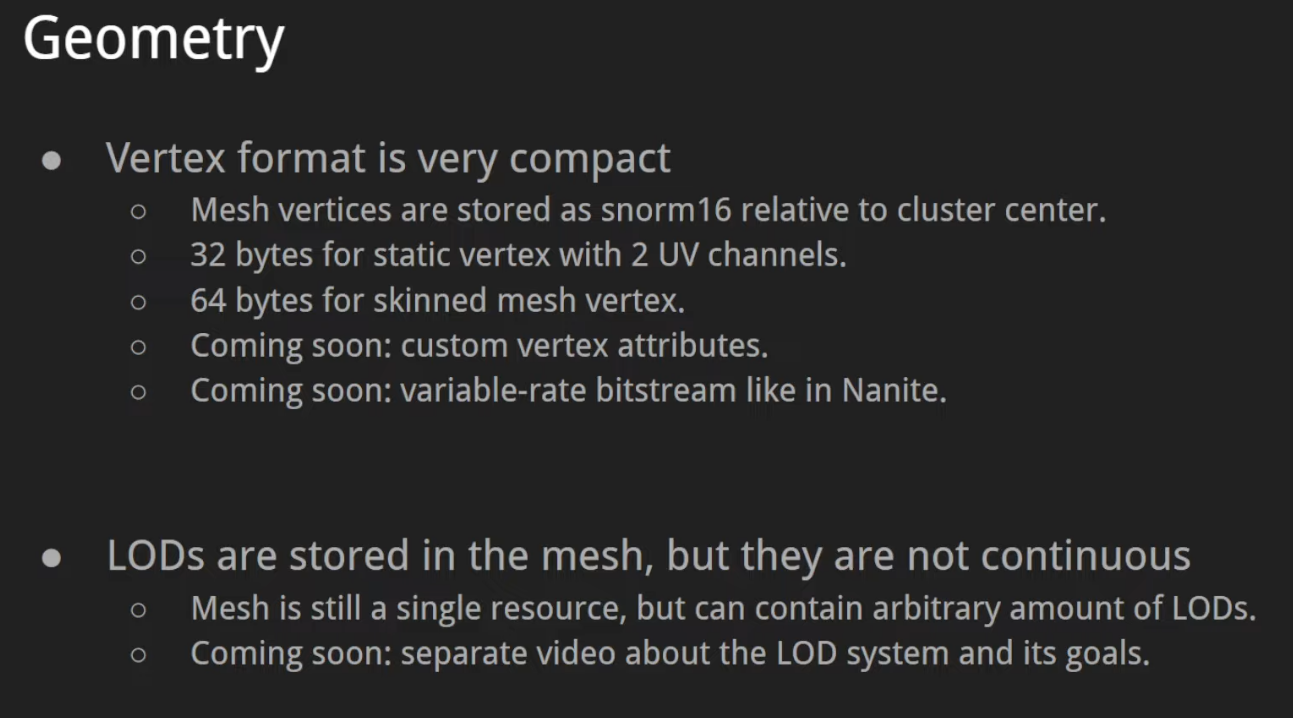 Geometry
● Vertex format is very compact
○ Mesh vertices are stored as snorm16 relative to cluster center.
○ 32 bytes for static vertex with 2 UV channels.
○ 64 bytes for skinned mesh vertex.
○ Coming soon: custom vertex attributes.
○ Coming soon: variable-rate bitstream like in Nanite.
● LODs are stored in the mesh, but they are not continuous
○ Mesh is still a single resource, but can contain arbitrary amount of LODs.
○ Coming soon: separate video about the LOD system and its goals.